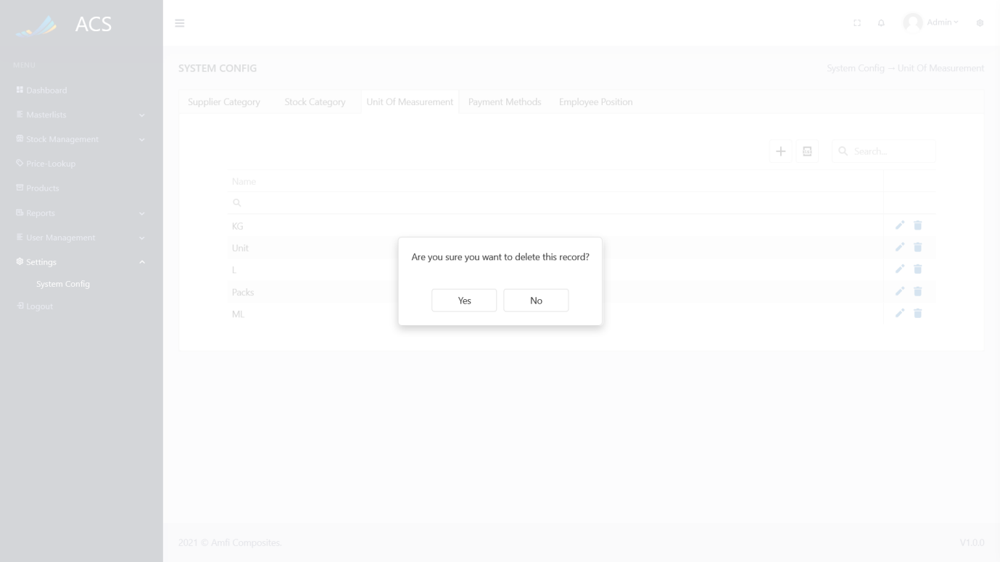 ACS
Admin
MENU
Dashboard
Masterlists
Stock Management
Price-Lookup
Products
Reports
User Management
Settings
System Config
Logout
SYSTEM CONFIG
System Config → Unit Of Measurement
Supplier Category Stock Category Unit Of Measurement Payment Methods Employee Position
Search...
Name
KG
Unit
L
Packs
ML
Are you sure you want to delete this record?
Yes No
2021 © Amfi Composites.
V1.0.0